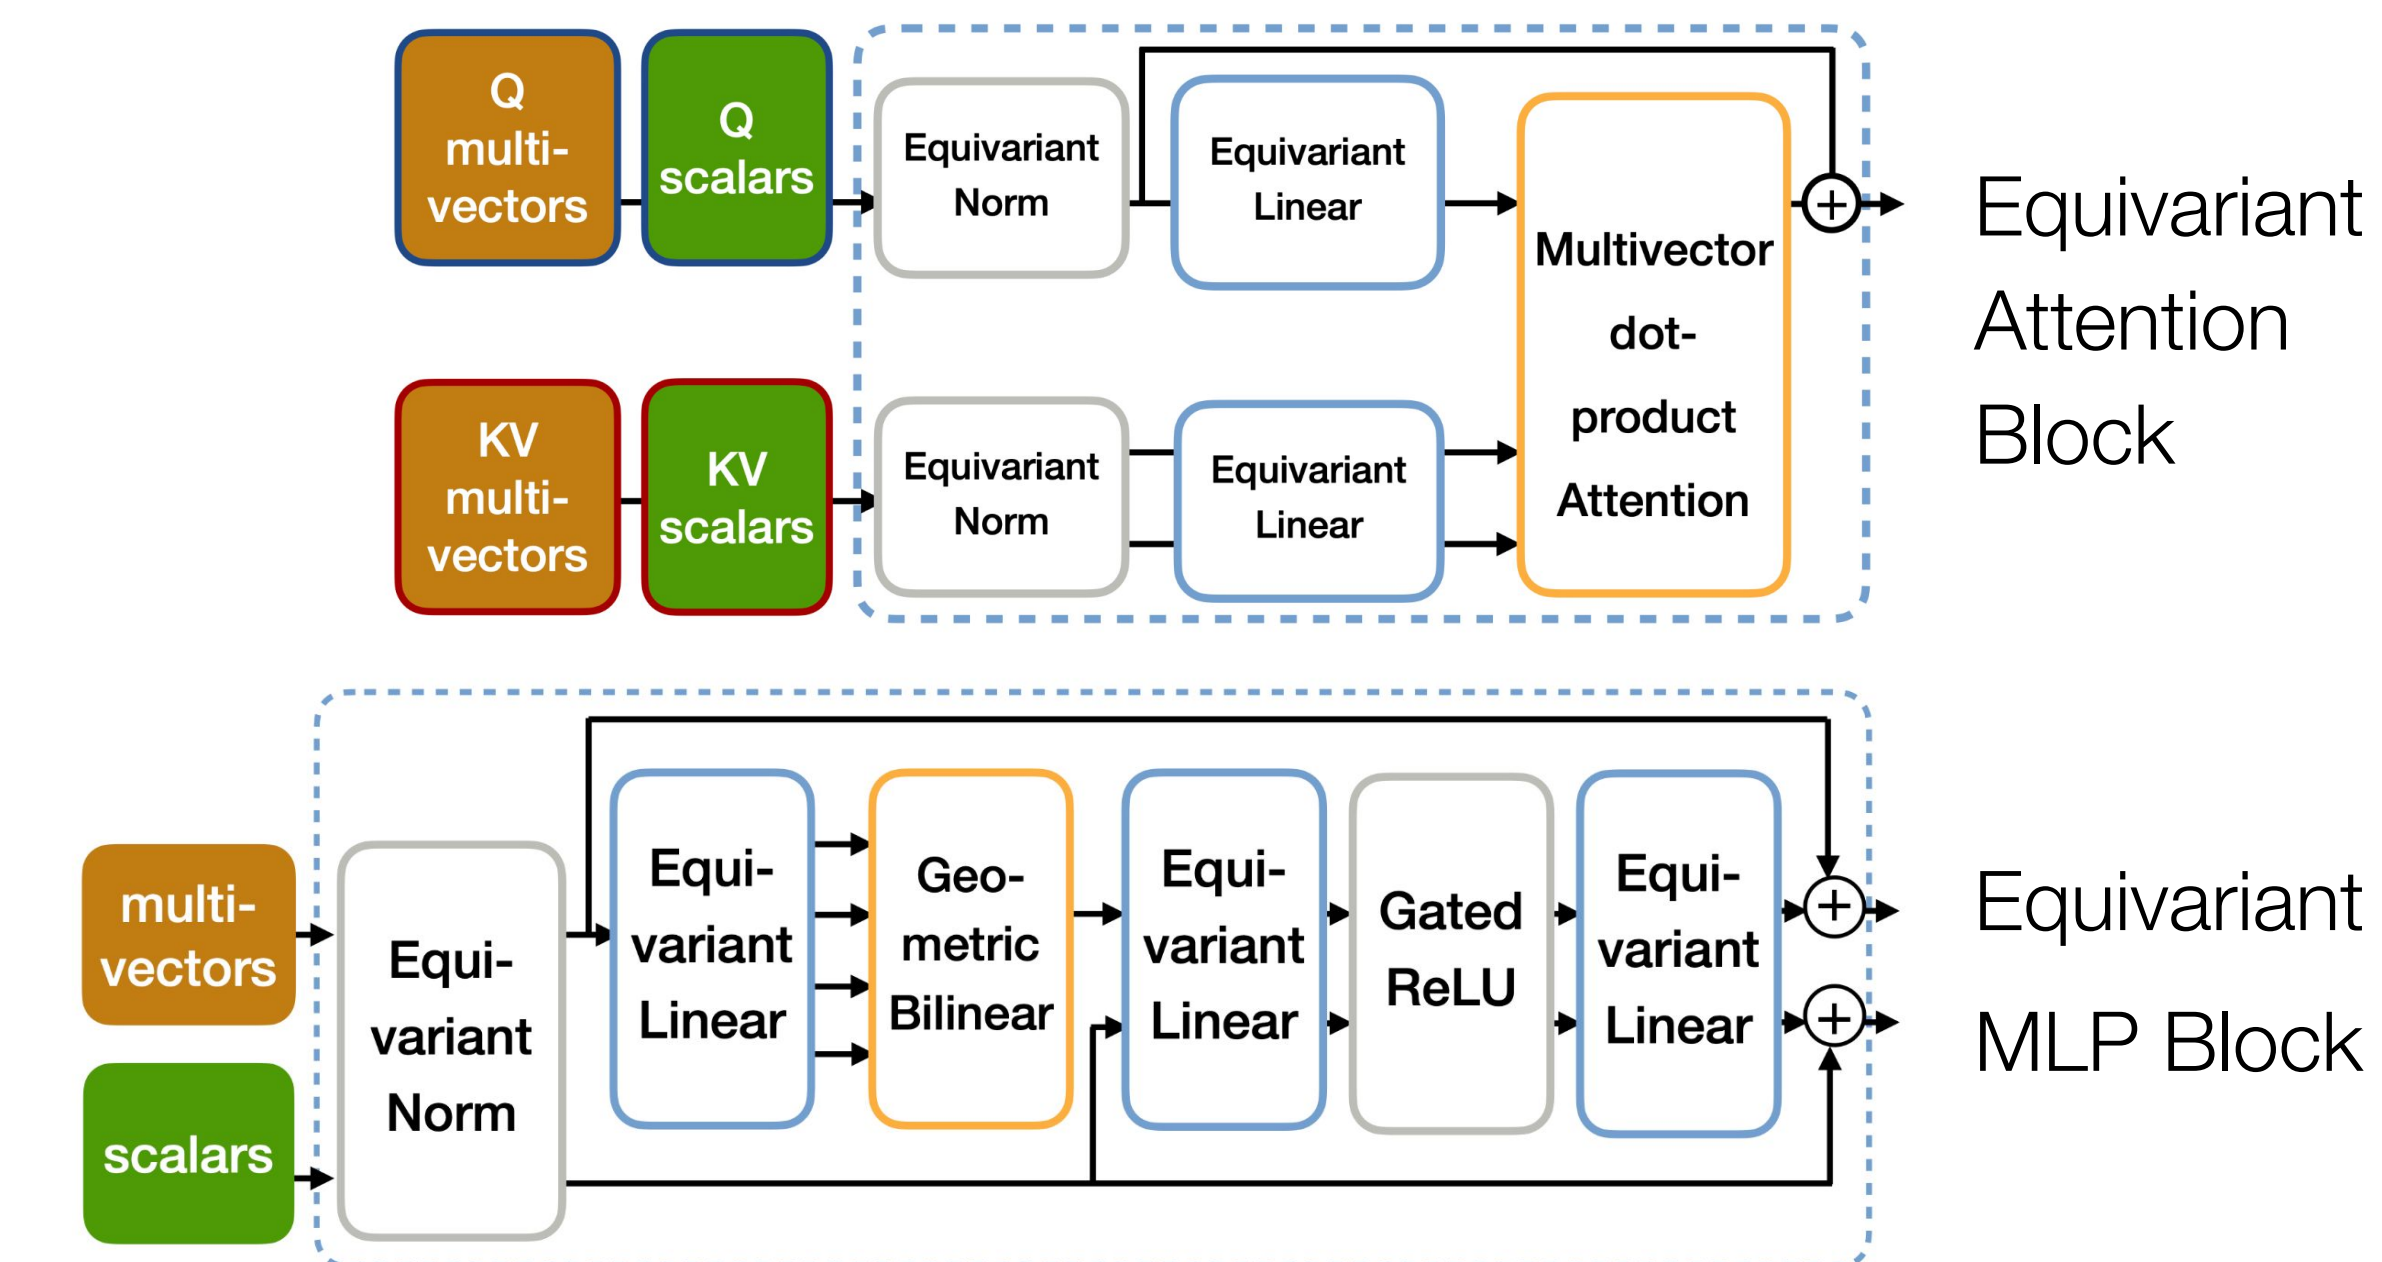 Q
multi-
vectors
Q
scalars
Equivariant
Norm
Equivariant
Linear
Multivector
dot-
product
Attention
+
Equivariant
Attention
Block
KV
multi-
vectors
KV
scalars
Equivariant
Norm
Equivariant
Linear
multi-
vectors
scalars
Equi-
variant
Norm
Equi-
variant
Linear
Geo-
metric
Bilinear
Equi-
variant
Linear
Gated
ReLU
Equi-
variant
Linear
+
+
Equivariant
MLP Block